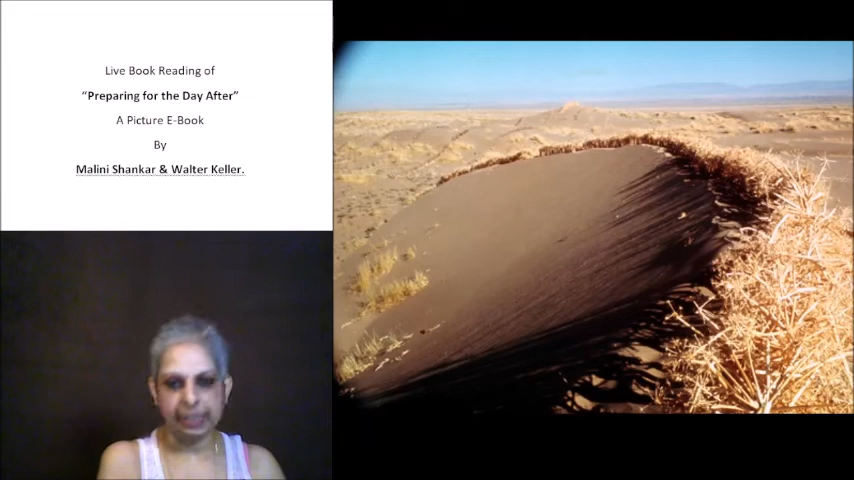 Live Book Reading of
“Preparing for the Day After”
A Picture E-Book
By
Malini Shankar & Walter Keller.